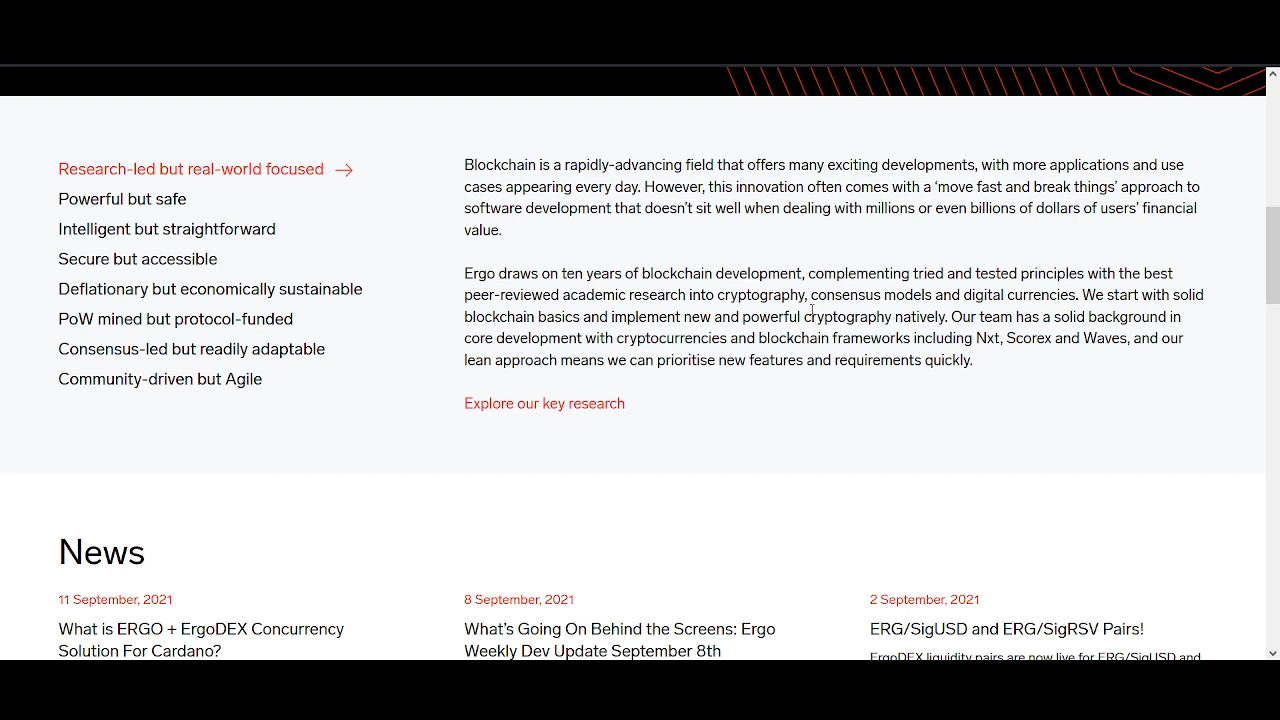 Research-led but real-world focused
Powerful but safe
Intelligent but straightforward
Secure but accessible
Deflationary but economically sustainable
PoW mined but protocol-funded
Consensus-led but readily adaptable
Community-driven but Agile
Blockchain is a rapidly-advancing field that offers many exciting developments, with more applications and use
cases appearing every day. However, this innovation often comes with a ‘move fast and break things’ approach to
software development that doesn’t sit well when dealing with millions or even billions of dollars of users’ financial
value.
Ergo draws on ten years of blockchain development, complementing tried and tested principles with the best
peer-reviewed academic research into cryptography, consensus models and digital currencies. We start with solid
blockchain basics and implement new and powerful cryptography natively. Our team has a solid background in
core development with cryptocurrencies and blockchain frameworks including Nxt, Scorex and Waves, and our
lean approach means we can prioritise new features and requirements quickly.
Explore our key research
News
11 September, 2021
What is ERGO + ErgoDEX Concurrency
Solution For Cardano?
8 September, 2021
What’s Going On Behind the Screens: Ergo
Weekly Dev Update September 8th
2 September, 2021
ERG/SigUSD and ERG/SigRSV Pairs!
ErgoDEX liquidity pairs are now live for ERG/SigUSD and